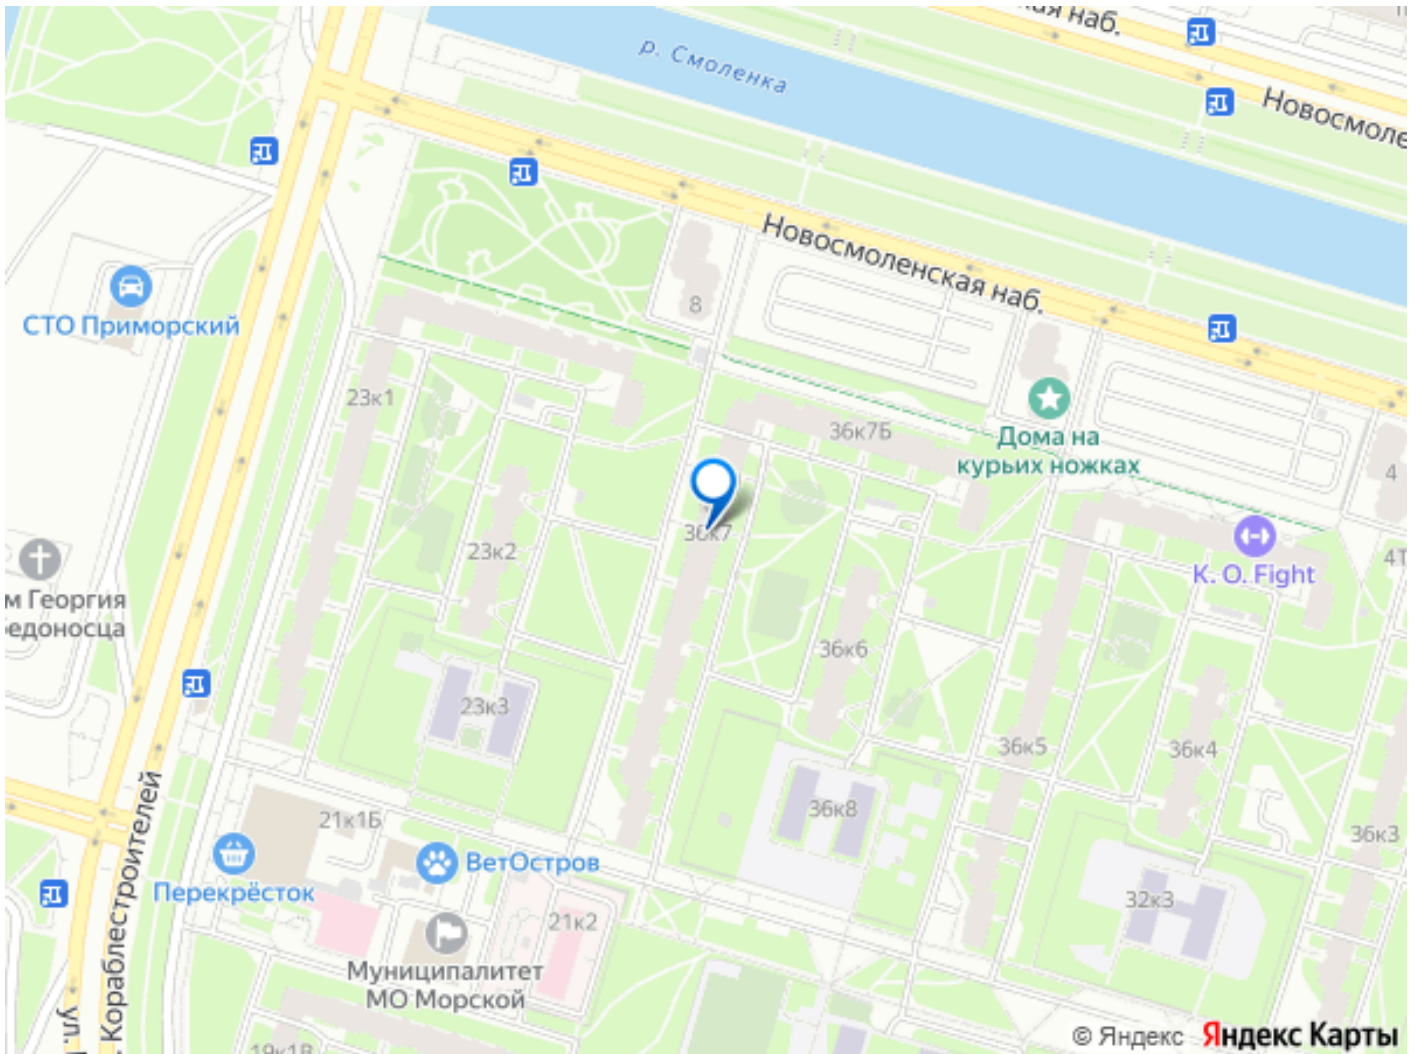 ая наб.
р. Смоленка
Новосмоле
Новосмоленская наб.
СТО Приморский
8
23к1
36к7Б
Дома на
курьих ножках
4
36к7
23к2
K. O. Fight
4Т
м Георгия
едоносца
36к6
23к3
36к5
36к4
21к1Б
36к8
36к3
ВетОстров
Перекрёсток
32к3
21к2
Муниципалитет
МО Морской
Кораблестроителей
ул.
19к1В
© Яндекс Яндекс Карты